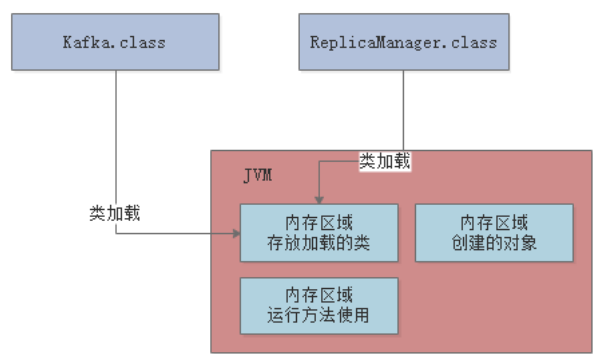 Kafka.class
ReplicaManager.class
类加载
JVM
类加载
内存区域
存放加载的类
内存区域
创建的对象
内存区域
运行方法使用